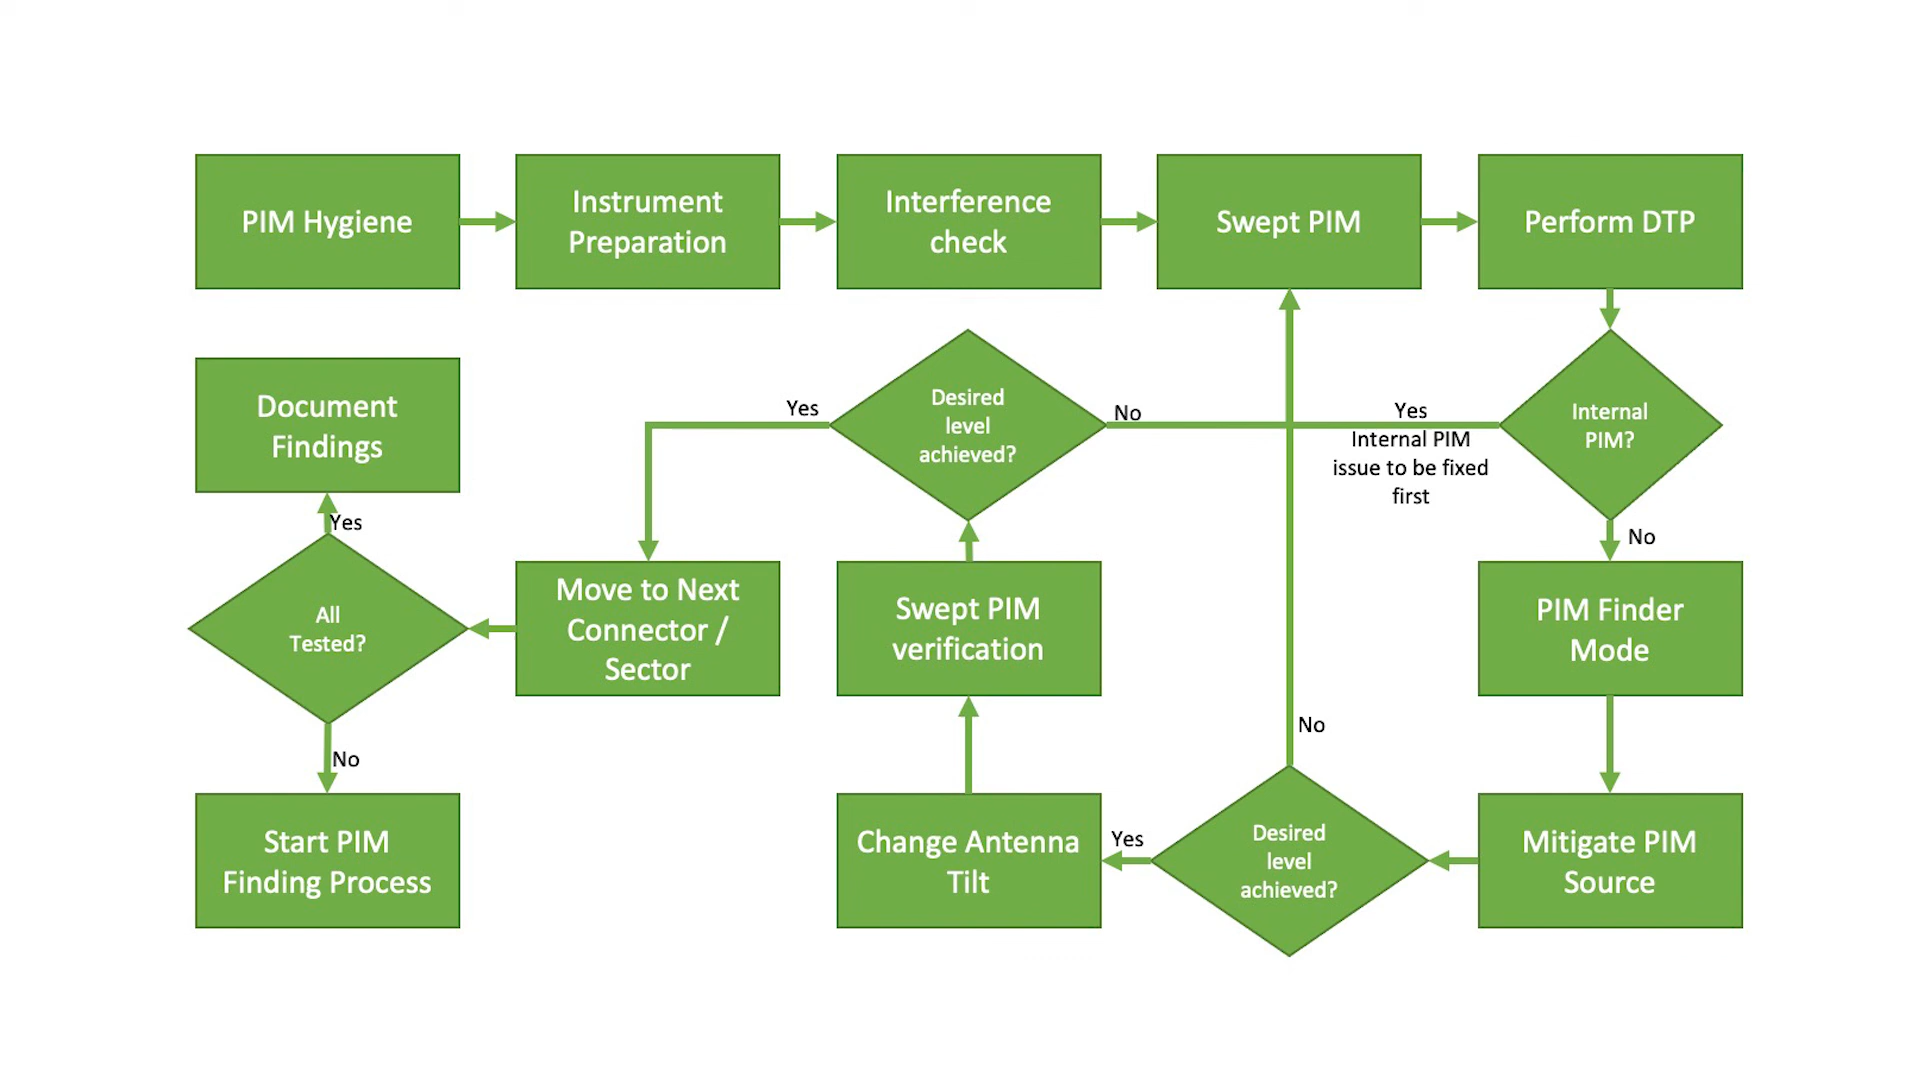 PIM Hygiene
Instrument
Preparation
Interference
check
Swept PIM
Perform DTP
Document
Findings
Yes
Desired
level
achieved?
No
Yes
Internal PIM
issue to be fixed
first
Internal
PIM?
Yes
No
All
Tested?
Move to Next
Connector /
Sector
Swept PIM
verification
PIM Finder
Mode
No
No
Start PIM
Finding Process
Change Antenna
Tilt
Yes
Desired
level
achieved?
Mitigate PIM
Source